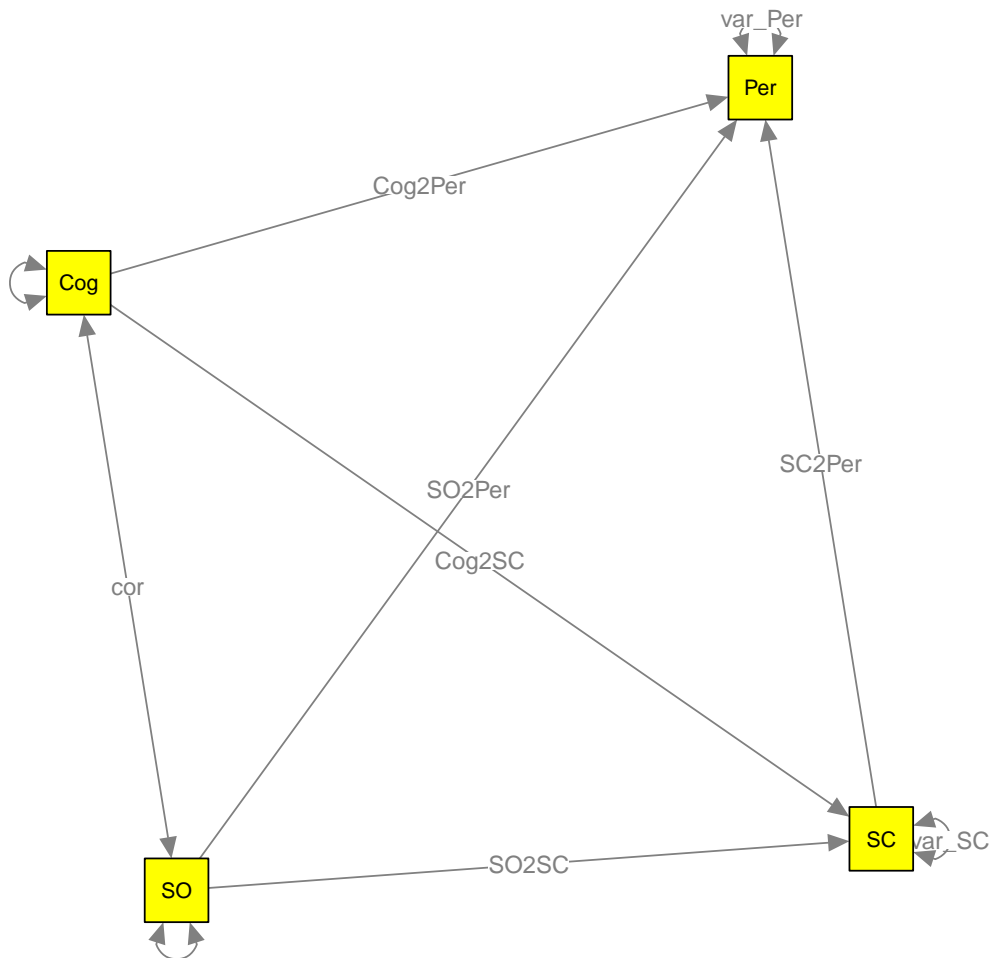 var_Per
Per
Cog2Per
Cog
SC2Per
SO2Per
Cog2SC
cor
SC
var_SC
SO2SC
SO